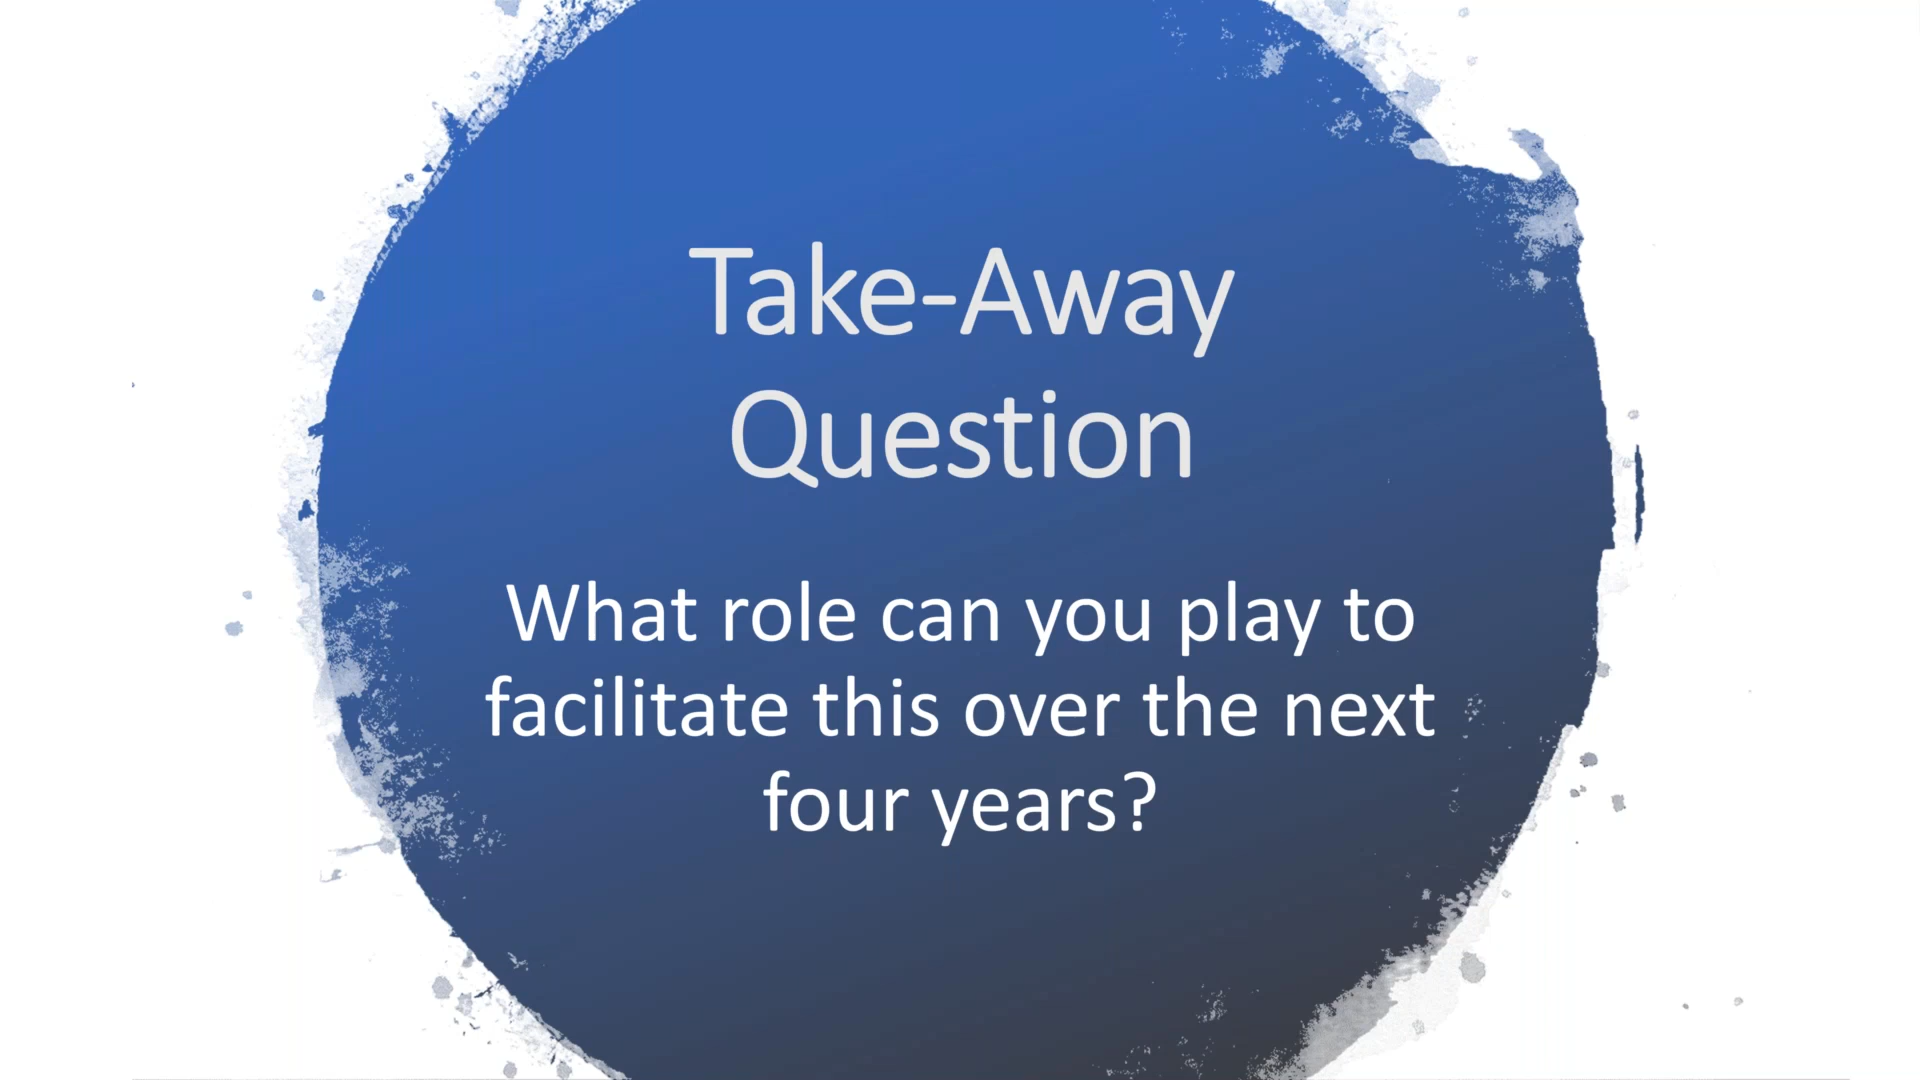 Take-Away
Question
What role can you play to
facilitate this over the next
four years?